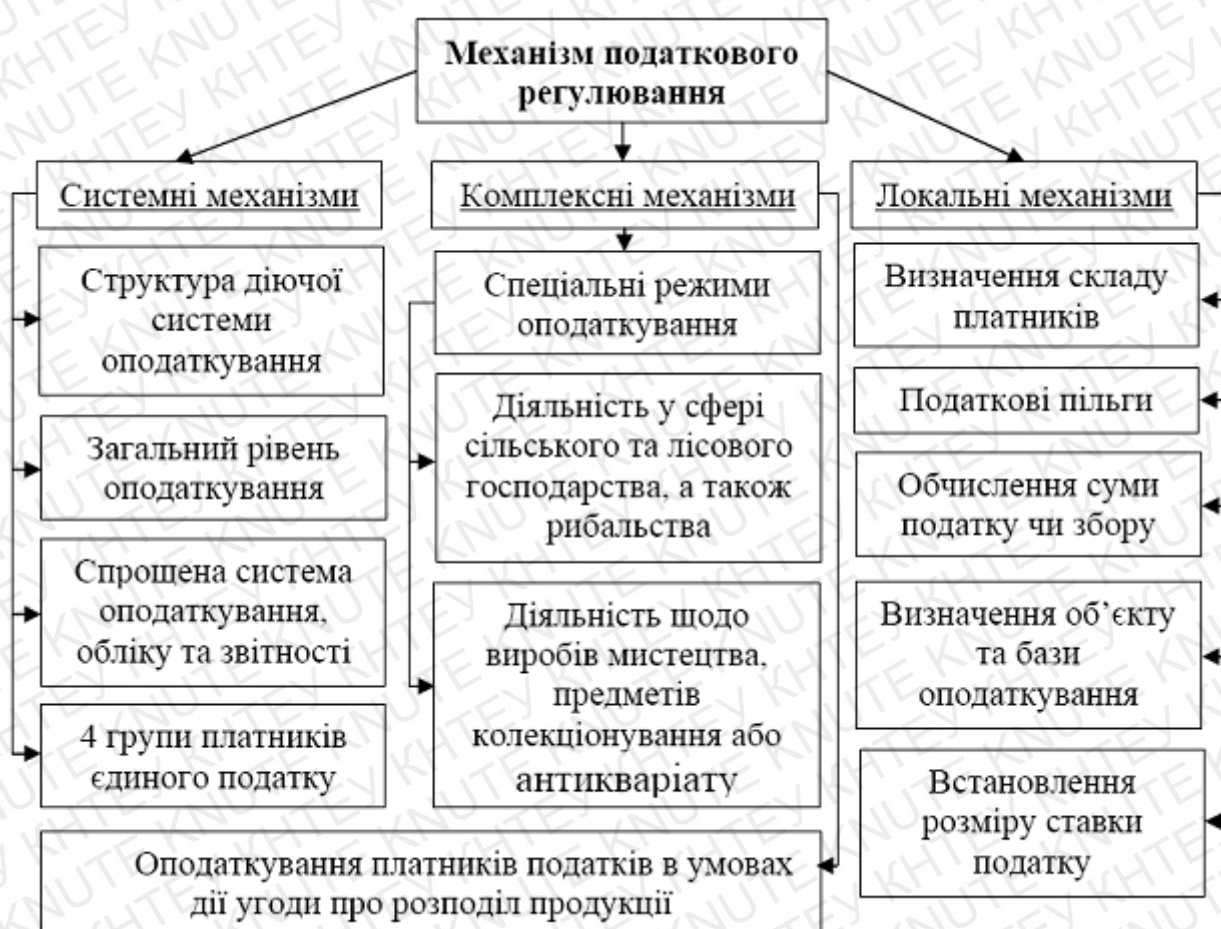 Механізм податкового
регулювання
Системні механізми
Структура діючої
системи
оподаткування
Загальний рівень
оподаткування
Спрощена система
оподаткування,
обліку та звітності
4 групи платників
єдиного податку
Комплексні механізми
Спеціальні режими
оподаткування
Діяльність у сфері
сільського та лісового
господарства, а також
рибальства
Діяльність щодо
виробів мистецтва,
предметів
колекціонування або
антикваріату
Оподаткування платників податків в умовах
дії угоди про розподіл продукції
Локальні механізми
Визначення складу
платників
Податкові пільги
Обчислення суми
податку чи збору
Визначення об’єкту
та бази
оподаткування
Встановлення
розміру ставки
податку